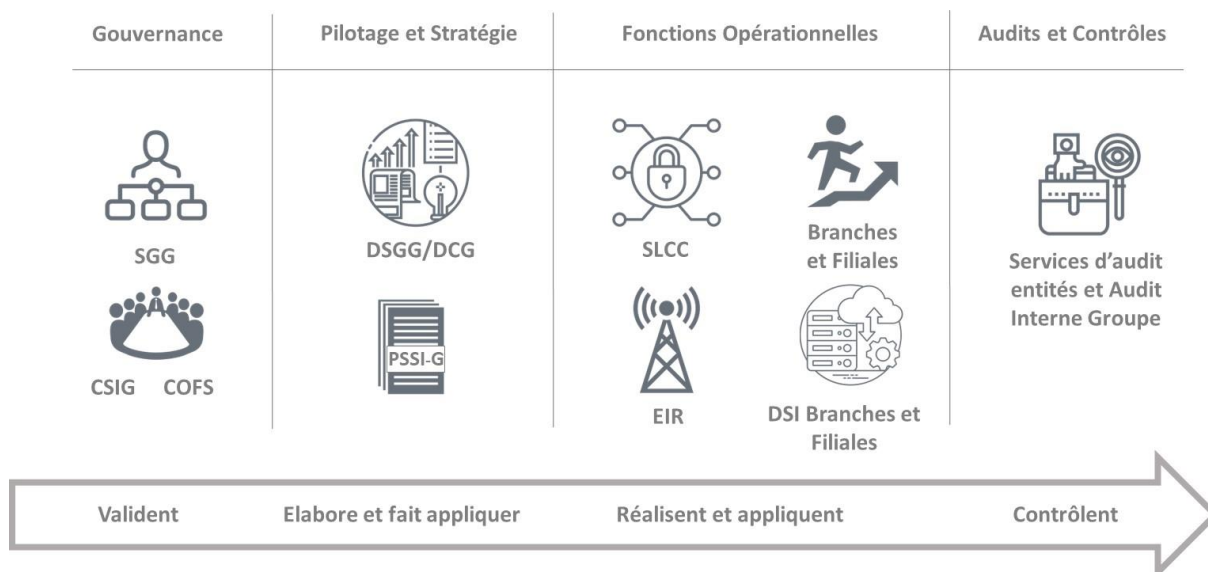 Gouvernance
Pilotage et Stratégie
Fonctions Opérationnelles
Audits et Contrôles
SGG
CSIG
COFS
DSGG/DCG
PSSI-G
SLCC
Branches
et Filiales
EIR
DSI Branches et
Filiales
Services d'audit
entités et Audit
Interne Groupe
Valident
Elabore et fait appliquer
Réalisent et appliquent
Contrôlent